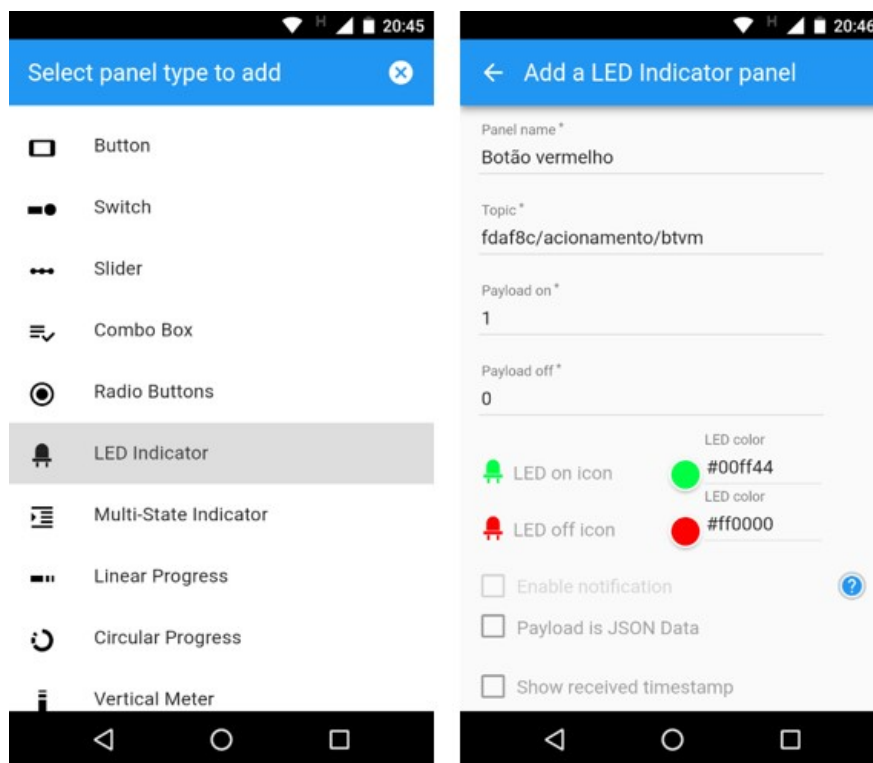 H 20:45
Select panel type to add
Button
Switch
Slider
Combo Box
Radio Buttons
LED Indicator
Multi-State Indicator
Linear Progress
Circular Progress
Vertical Meter
H 20:46
Add a LED Indicator panel
Panel name *
Botão vermelho
Topic *
fdaf8c/acionamento/btvm
Payload on *
1
Payload off *
0
LED color
LED on icon #00ff44
LED color
LED off icon #ff0000
Enable notification ?
Payload is JSON Data
Show received timestamp